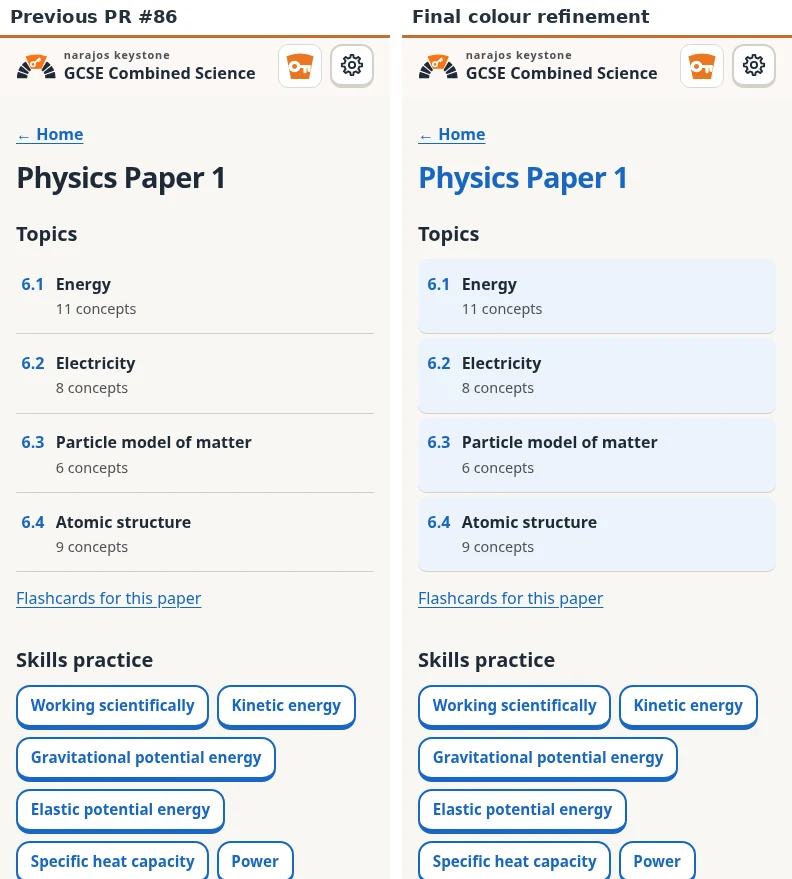 Previous PR #86
narajos keystone
GCSE Combined Science
← Home
Physics Paper 1
Topics
6.1 Energy
11 concepts
6.2 Electricity
8 concepts
6.3 Particle model of matter
6 concepts
6.4 Atomic structure
9 concepts
Flashcards for this paper
Skills practice
Working scientifically
Kinetic energy
Gravitational potential energy
Elastic potential energy
Specific heat capacity
Power
Final colour refinement
narajos keystone
GCSE Combined Science
← Home
Physics Paper 1
Topics
6.1 Energy
11 concepts
6.2 Electricity
8 concepts
6.3 Particle model of matter
6 concepts
6.4 Atomic structure
9 concepts
Flashcards for this paper
Skills practice
Working scientifically
Kinetic energy
Gravitational potential energy
Elastic potential energy
Specific heat capacity
Power